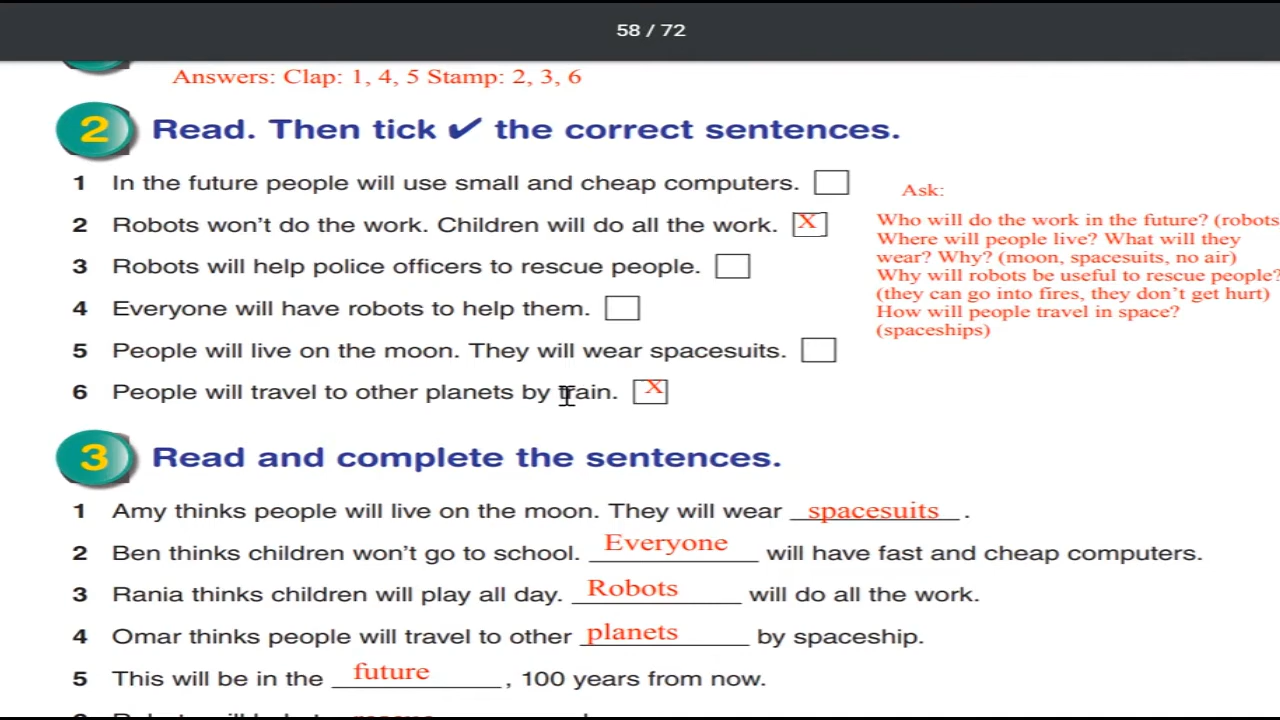 58 / 72
Answers: Clap: 1, 4, 5 Stamp: 2, 3, 6
2 Read. Then tick ✔ the correct sentences.
1 In the future people will use small and cheap computers.
2 Robots won't do the work. Children will do all the work. X
3 Robots will help police officers to rescue people.
4 Everyone will have robots to help them.
5 People will live on the moon. They will wear spacesuits.
6 People will travel to other planets by train. X
Ask:
Who will do the work in the future? (robots
Where will people live? What will they
wear? Why? (moon, spacesuits, no air)
Why will robots be useful to rescue people?
(they can go into fires, they don't get hurt)
How will people travel in space?
(spaceships)
3 Read and complete the sentences.
1 Amy thinks people will live on the moon. They will wear spacesuits.
2 Ben thinks children won't go to school. Everyone will have fast and cheap computers.
3 Rania thinks children will play all day. Robots will do all the work.
4 Omar thinks people will travel to other planets by spaceship.
5 This will be in the future, 100 years from now.